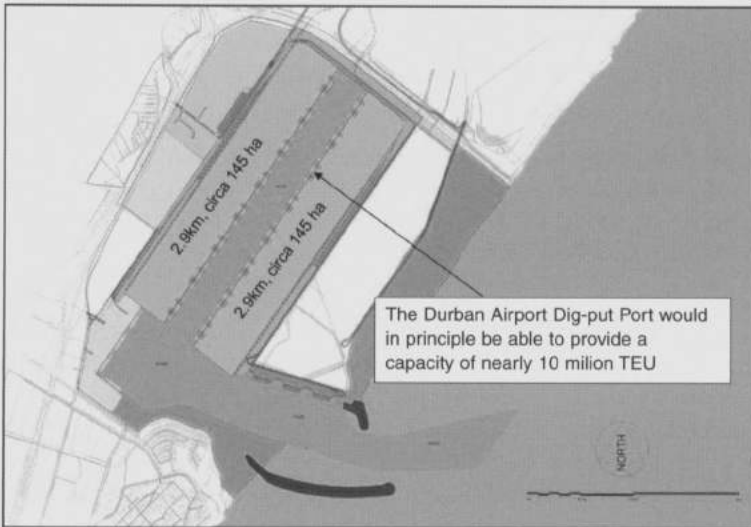 2.9km, circa 145 ha
2.9km, circa 145 ha
The Durban Airport Dig-put Port would
in principle be able to provide a
capacity of nearly 10 milion TEU
NORTH